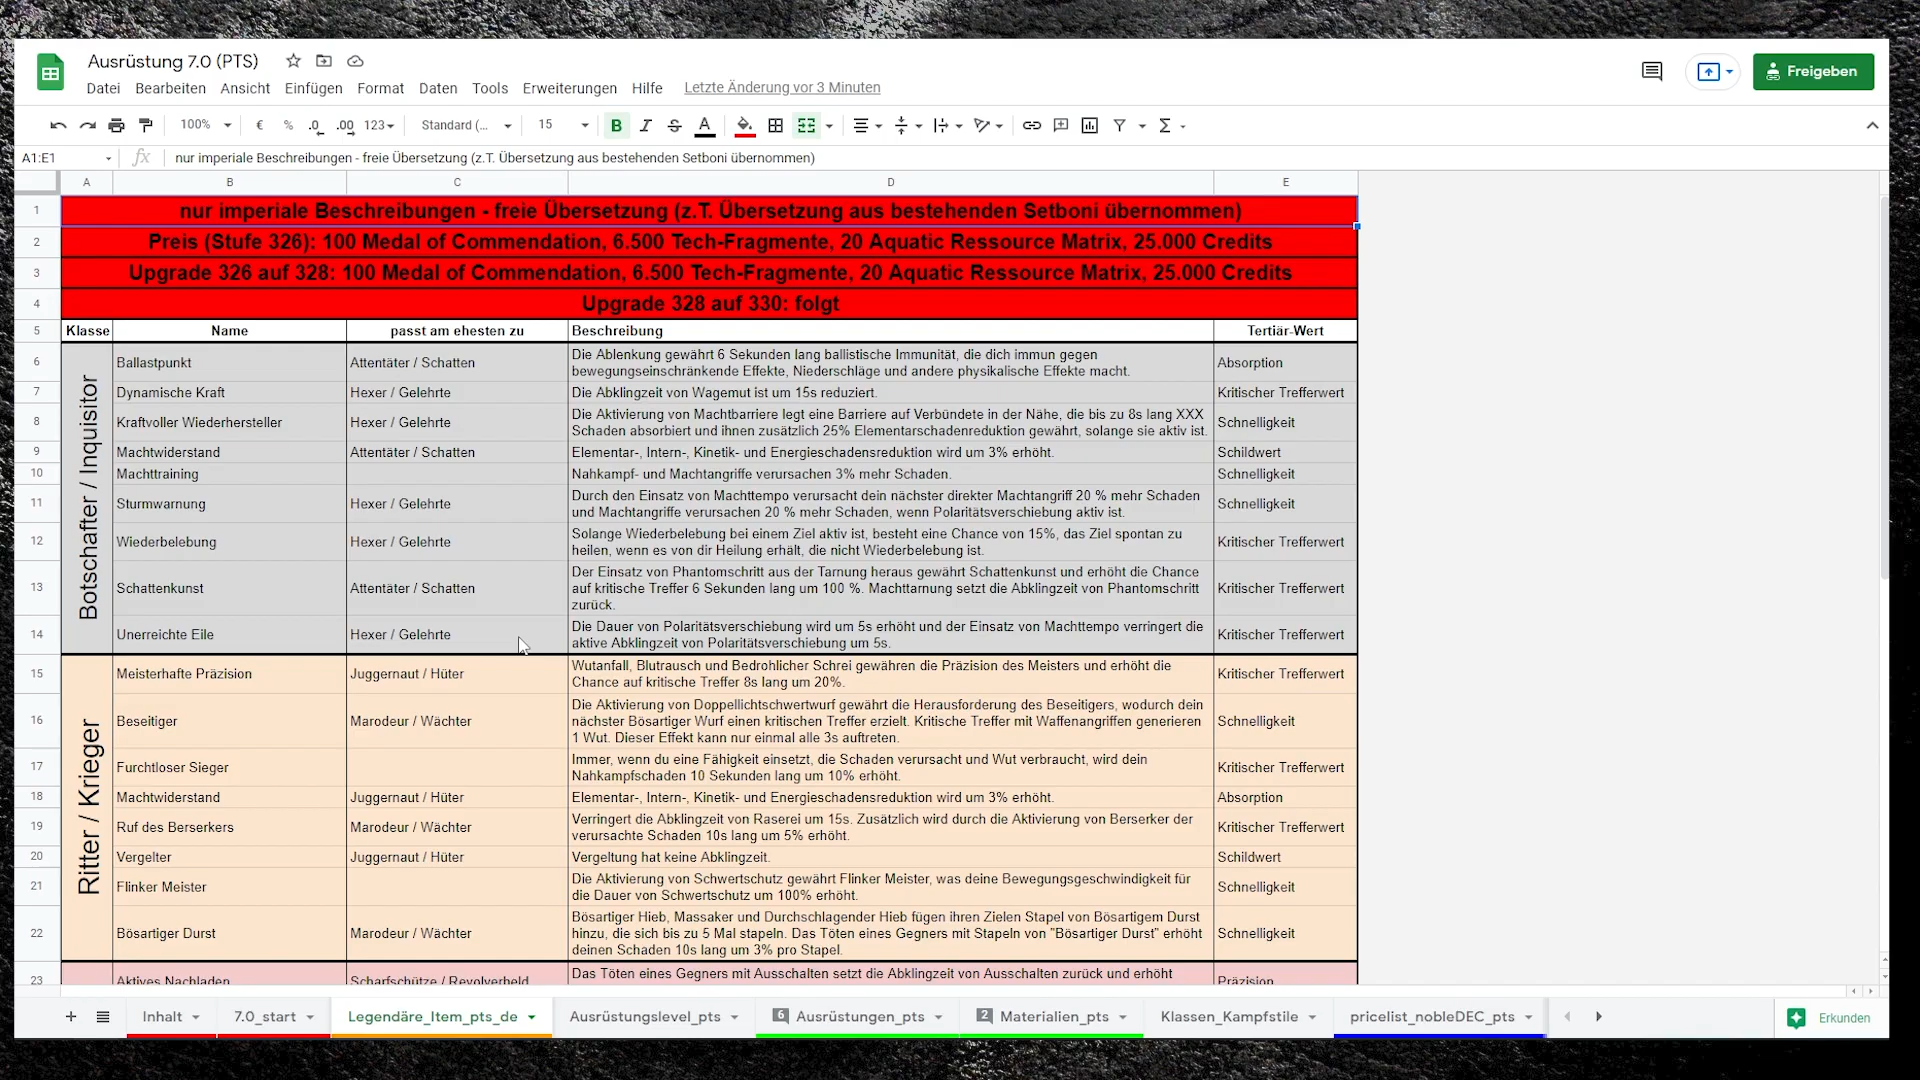 Ausrüstung 7.0 (PTS)
Datei Bearbeiten Ansicht Einfügen Format Daten Tools Erweiterungen Hilfe Letzte Änderung vor 3 Minuten
Freigeben
100% € % .0 .00 123 Standard (... 15 B I S A
A1:E1 fx nur imperiale Beschreibungen - freie Übersetzung (z.T. Übersetzung aus bestehenden Setboni übernommen)
A B C D E
1 nur imperiale Beschreibungen - freie Übersetzung (z.T. Übersetzung aus bestehenden Setboni übernommen)
2 Preis (Stufe 326): 100 Medal of Commendation, 6.500 Tech-Fragmente, 20 Aquatic Ressource Matrix, 25.000 Credits
3 Upgrade 326 auf 328: 100 Medal of Commendation, 6.500 Tech-Fragmente, 20 Aquatic Ressource Matrix, 25.000 Credits
4 Upgrade 328 auf 330: folgt
5 Klasse Name passt am ehesten zu Beschreibung Tertiär-Wert
Botschafter / Inquisitor
6 Ballastpunkt Attentäter / Schatten Die Ablenkung gewährt 6 Sekunden lang ballistische Immunität, die dich immun gegen
bewegungseinschränkende Effekte, Niederschläge und andere physikalische Effekte macht. Absorption
7 Dynamische Kraft Hexer / Gelehrte Die Abklingzeit von Wagemut ist um 15s reduziert. Kritischer Trefferwert
8 Kraftvoller Wiederhersteller Hexer / Gelehrte Die Aktivierung von Machtbarriere legt eine Barriere auf Verbündete in der Nähe, die bis zu 8s lang XXX
Schaden absorbiert und ihnen zusätzlich 25% Elementarschadenreduktion gewährt, solange sie aktiv ist. Schnelligkeit
9 Machtwiderstand Attentäter / Schatten Elementar-, Intern-, Kinetik- und Energieschadensreduktion wird um 3% erhöht. Schildwert
10 Machttraining Nahkampf- und Machtangriffe verursachen 3% mehr Schaden. Schnelligkeit
11 Sturmwarnung Hexer / Gelehrte Durch den Einsatz von Machttempo verursacht dein nächster direkter Machtangriff 20 % mehr Schaden
und Machtangriffe verursachen 20 % mehr Schaden, wenn Polaritätsverschiebung aktiv ist. Schnelligkeit
12 Wiederbelebung Hexer / Gelehrte Solange Wiederbelebung bei einem Ziel aktiv ist, besteht eine Chance von 15%, das Ziel spontan zu
heilen, wenn es von dir Heilung erhält, die nicht Wiederbelebung ist. Kritischer Trefferwert
13 Schattenkunst Attentäter / Schatten Der Einsatz von Phantomschritt aus der Tarnung heraus gewährt Schattenkunst und erhöht die Chance
auf kritische Treffer 6 Sekunden lang um 100 %. Machttarnung setzt die Abklingzeit von Phantomschritt
zurück. Kritischer Trefferwert
14 Unerreichte Eile Hexer / Gelehrte Die Dauer von Polaritätsverschiebung wird um 5s erhöht und der Einsatz von Machttempo verringert die
aktive Abklingzeit von Polaritätsverschiebung um 5s. Kritischer Trefferwert
Ritter / Krieger
15 Meisterhafte Präzision Juggernaut / Hüter Wutanfall, Blutrausch und Bedrohlicher Schrei gewähren die Präzision des Meisters und erhöht die
Chance auf kritische Treffer 8s lang um 20%. Kritischer Trefferwert
16 Beseitiger Marodeur / Wächter Die Aktivierung von Doppellichtschwertwurf gewährt die Herausforderung des Beseitigers, wodurch dein
nächster Bösartiger Wurf einen kritischen Treffer erzielt. Kritische Treffer mit Waffenangriffen generieren
1 Wut. Dieser Effekt kann nur einmal alle 3s auftreten. Schnelligkeit
17 Furchtloser Sieger Immer, wenn du eine Fähigkeit einsetzt, die Schaden verursacht und Wut verbraucht, wird dein
Nahkampfschaden 10 Sekunden lang um 10% erhöht. Kritischer Trefferwert
18 Machtwiderstand Juggernaut / Hüter Elementar-, Intern-, Kinetik- und Energieschadensreduktion wird um 3% erhöht. Absorption
19 Ruf des Berserkers Marodeur / Wächter Verringert die Abklingzeit von Raserei um 15s. Zusätzlich wird durch die Aktivierung von Berserker der
verursachte Schaden 10s lang um 5% erhöht. Kritischer Trefferwert
20 Vergelter Juggernaut / Hüter Vergeltung hat keine Abklingzeit. Schildwert
21 Flinker Meister Die Aktivierung von Schwertschutz gewährt Flinker Meister, was deine Bewegungsgeschwindigkeit für
die Dauer von Schwertschutz um 100% erhöht. Schnelligkeit
22 Bösartiger Durst Marodeur / Wächter Bösartiger Hieb, Massaker und Durchschlagender Hieb fügen ihren Zielen Stapel von Bösartigem Durst
hinzu, die sich bis zu 5 Mal stapeln. Das Töten eines Gegners mit Stapeln von "Bösartiger Durst" erhöht
deinen Schaden 10s lang um 3% pro Stapel. Schnelligkeit
23 Aktives Nachladen Scharfschütze / Revolverheld Das Töten eines Gegners mit Ausschalten setzt die Abklingzeit von Ausschalten zurück und erhöht Präzision
Inhalt 7.0_start Legendäre_Item_pts_de Ausrüstungslevel_pts 6 Ausrüstungen_pts 2 Materialien_pts Klassen_Kampfstile pricelist_nobleDEC_pts Erkunden